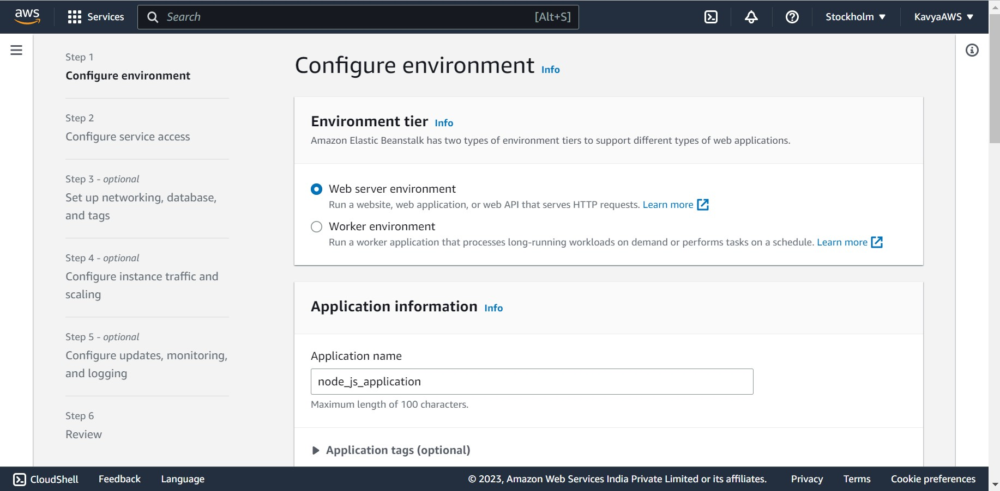 aws
Services
Search
[Alt+S]
Stockholm
KavyaAWS
Step 1
Configure environment
Step 2
Configure service access
Step 3 - optional
Set up networking, database,
and tags
Step 4 - optional
Configure instance traffic and
scaling
Step 5 - optional
Configure updates, monitoring,
and logging
Step 6
Review
Configure environment Info
Environment tier Info
Amazon Elastic Beanstalk has two types of environment tiers to support different types of web applications.
Web server environment
Run a website, web application, or web API that serves HTTP requests. Learn more
Worker environment
Run a worker application that processes long-running workloads on demand or performs tasks on a schedule. Learn more
Application information Info
Application name
node_js_application
Maximum length of 100 characters.
Application tags (optional)
CloudShell
Feedback
Language
© 2023, Amazon Web Services India Private Limited or its affiliates.
Privacy
Terms
Cookie preferences